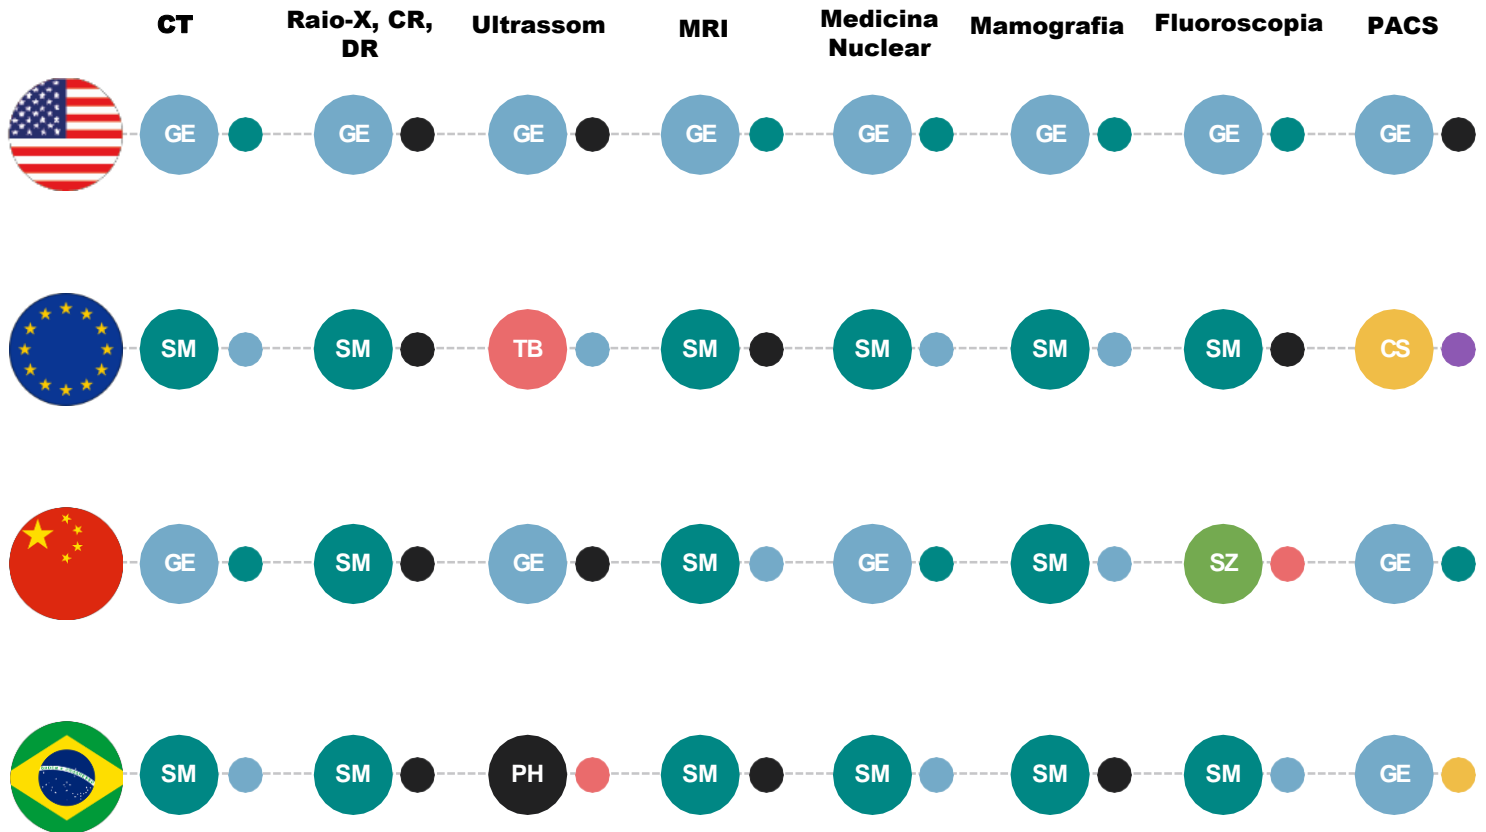 CT
Raio-X, CR,
DR
Ultrassom
MRI
Medicina
Nuclear
Mamografia
Fluoroscopia
PACS
GE GE GE GE GE GE GE GE
SM SM TB SM SM SM SM CS
GE SM GE SM GE SM SZ GE
SM SM PH SM SM SM SM GE